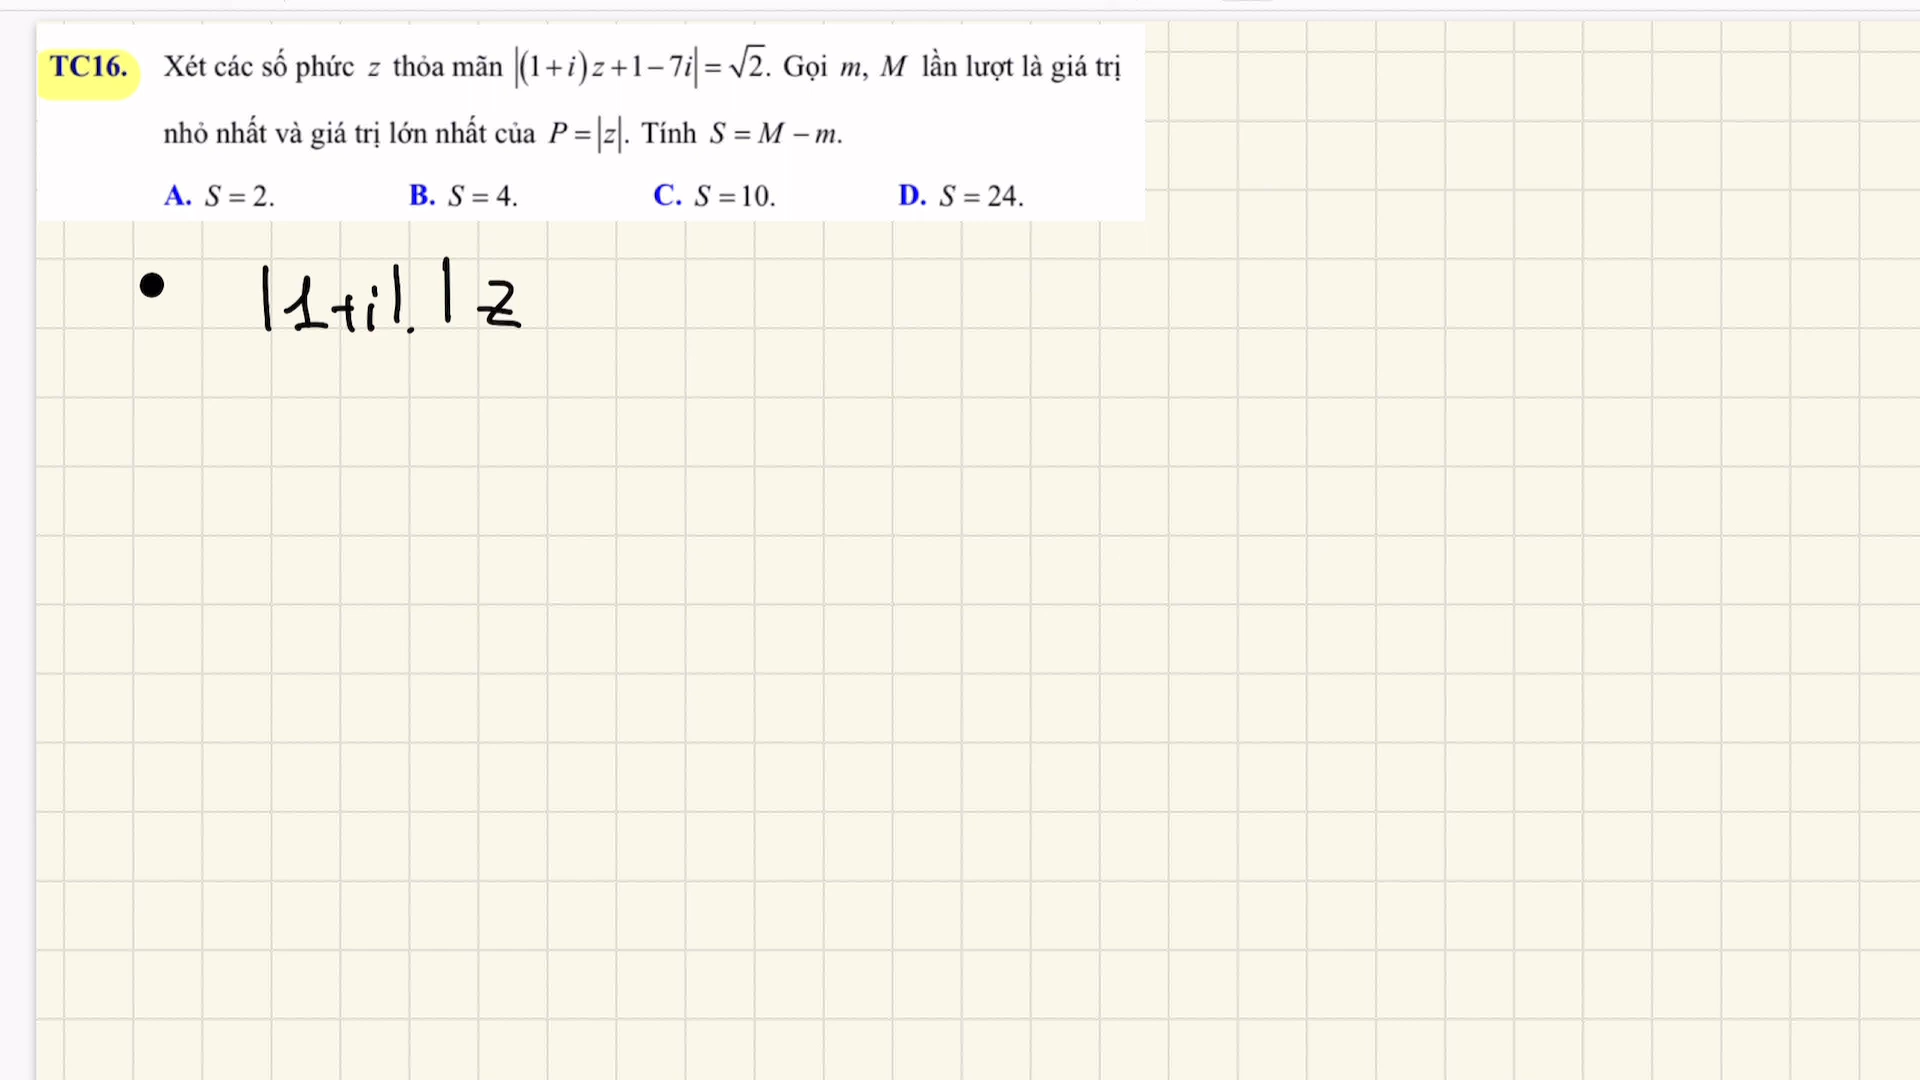 TC16. Xét các số phức z thỏa mãn |(1+i)z+1−7i|=√2. Gọi m, M lần lượt là giá trị
nhỏ nhất và giá trị lớn nhất của P=|z|. Tính S=M−m.
A. S=2. B. S=4. C. S=10. D. S=24.
• |1+i|.|z